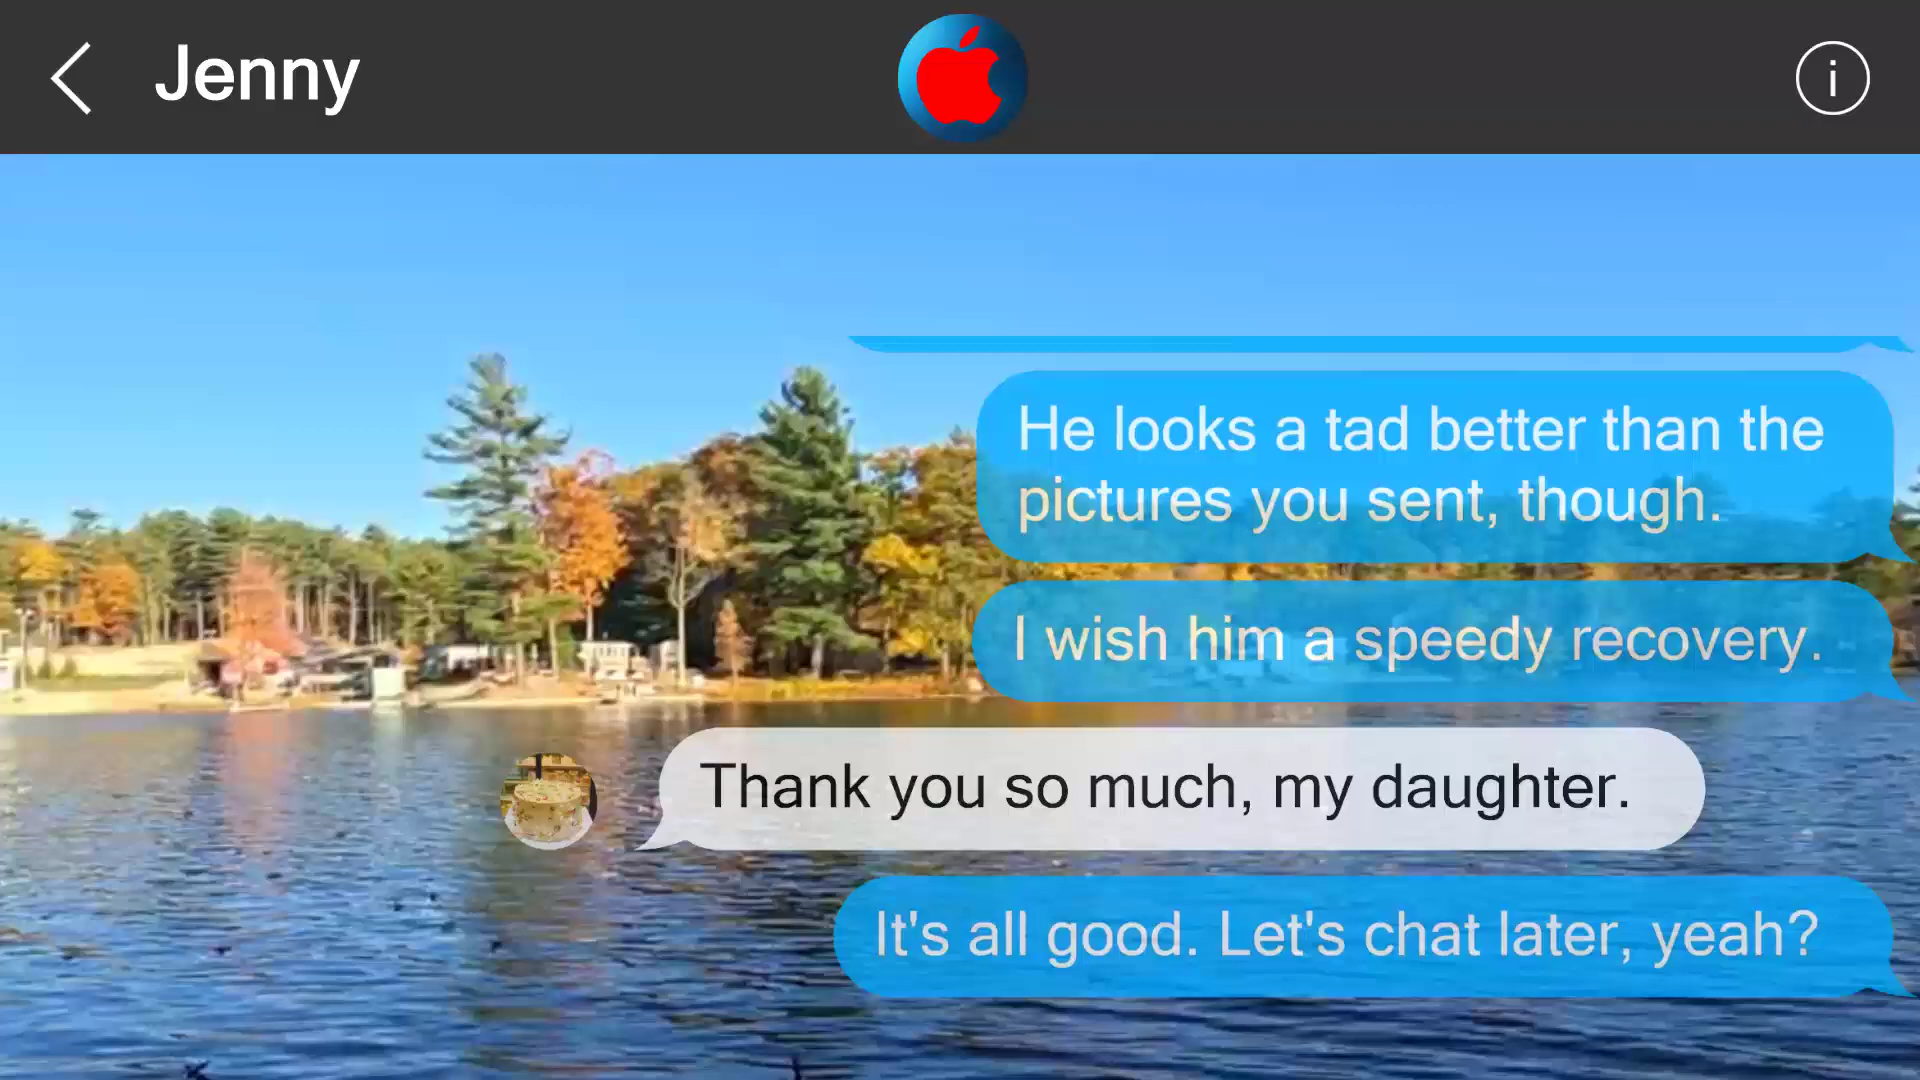 Jenny
i
He looks a tad better than the
pictures you sent, though.
I wish him a speedy recovery.
Thank you so much, my daughter.
It's all good. Let's chat later, yeah?